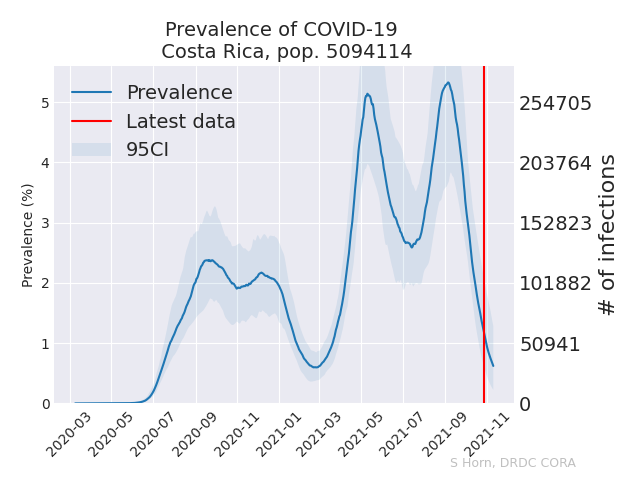 Prevalence of COVID-19
Costa Rica, pop. 5094114
Prevalence
Latest data
95CI
Prevalence (%)
5
4
3
2
1
0
254705
203764
152823
101882
50941
0
# of infections
2020-03
2020-05
2020-07
2020-09
2020-11
2021-01
2021-03
2021-05
2021-07
2021-09
2021-11
S Horn, DRDC CORA